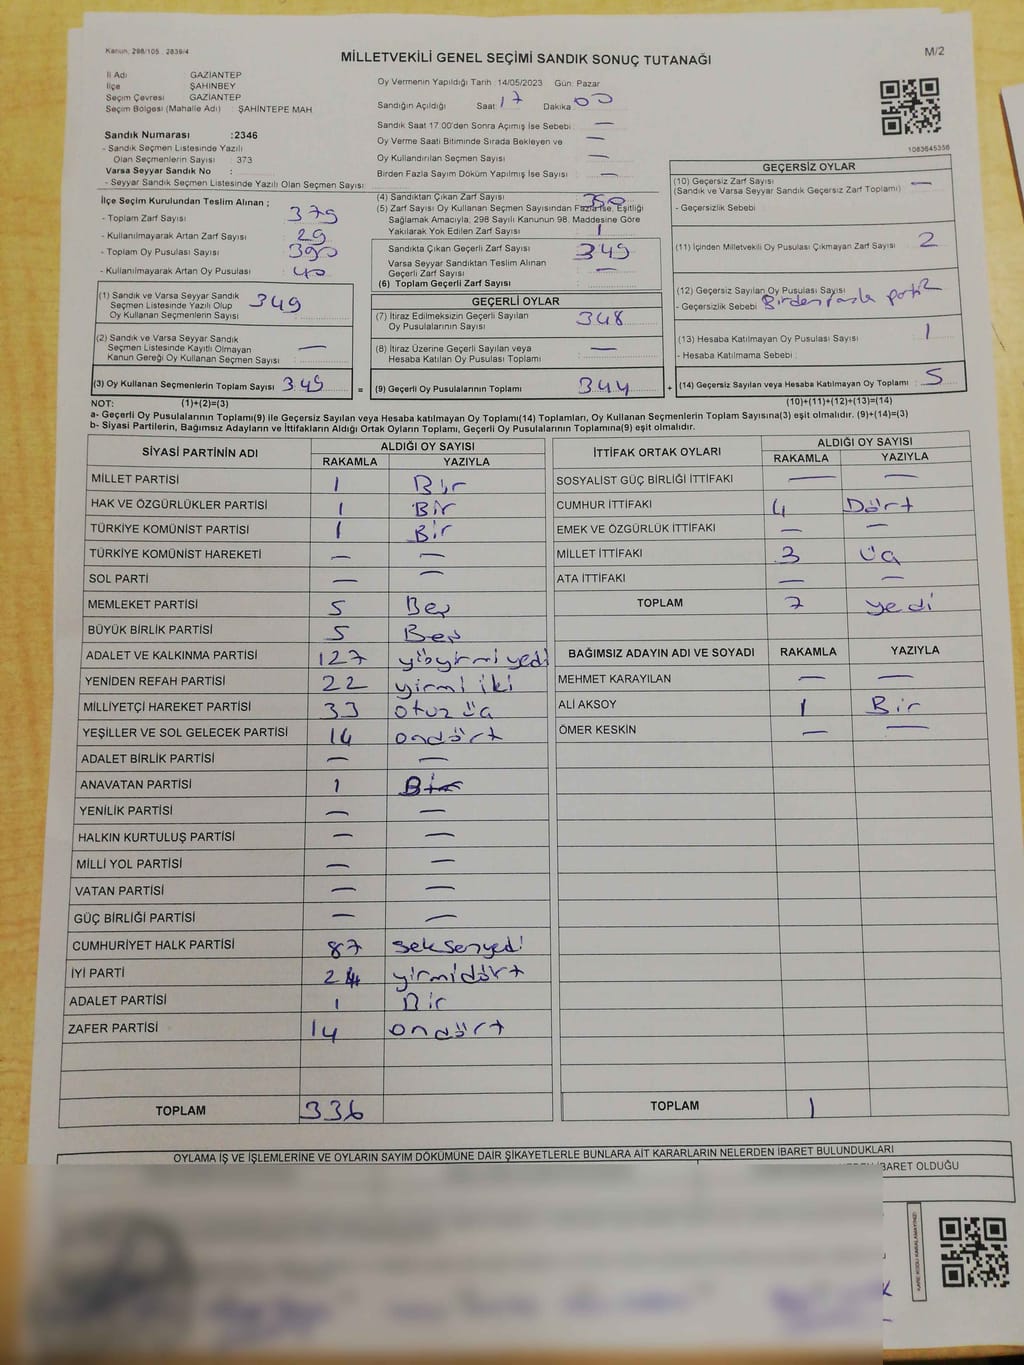 Kanun, 298/105 2839/4
MİLLETVEKİLİ GENEL SEÇİMİ SANDIK SONUÇ TUTANAĞI
M/2
İl Adı GAZİANTEP
İlçe ŞAHİNBEY
Seçim Çevresi GAZİANTEP
Seçim Bölgesi (Mahalle Adı) : ŞAHİNTEPE MAH
Oy Vermenin Yapıldığı Tarih : 14/05/2023 Gün: Pazar
Sandığın Açıldığı Saat 17 Dakika 00
Sandık Saat 17.00'den Sonra Açımış İse Sebebi : —
Oy Verme Saati Bitiminde Sırada Bekleyen ve —
Oy Kullandırılan Seçmen Sayısı —
Birden Fazla Sayım Döküm Yapılmış İse Sayısı : —
1083645356
Sandık Numarası :2346
- Sandık Seçmen Listesinde Yazılı
Olan Seçmenlerin Sayısı : 373
Varsa Seyyar Sandık No :
- Seyyar Sandık Seçmen Listesinde Yazılı Olan Seçmen Sayısı :
İlçe Seçim Kurulundan Teslim Alınan ;
- Toplam Zarf Sayısı 379
- Kullanılmayarak Artan Zarf Sayısı : 29
- Toplam Oy Pusulası Sayısı : 390
- Kullanılmayarak Artan Oy Pusulası : 40
(1) Sandık ve Varsa Seyyar Sandık
Seçmen Listesinde Yazılı Olup
Oy Kullanan Seçmenlerin Sayısı : 349
(2) Sandık ve Varsa Seyyar Sandık
Seçmen Listesinde Kayıtlı Olmayan
Kanun Gereği Oy Kullanan Seçmen Sayısı : —
(3) Oy Kullanan Seçmenlerin Toplam Sayısı : 349 =
(4) Sandıktan Çıkan Zarf Sayısı 350
(5) Zarf Sayısı Oy Kullanan Seçmen Sayısından Fazla ise, Eşitliği
Sağlamak Amacıyla, 298 Sayılı Kanunun 98. Maddesine Göre
Yakılarak Yok Edilen Zarf Sayısı : 1
Sandıkta Çıkan Geçerli Zarf Sayısı : 349
Varsa Seyyar Sandıktan Teslim Alınan
Geçerli Zarf Sayısı : —
(6) Toplam Geçerli Zarf Sayısı :
GEÇERLİ OYLAR
(7) İtiraz Edilmeksizin Geçerli Sayılan
Oy Pusulalarının Sayısı : 348
(8) İtiraz Üzerine Geçerli Sayılan veya
Hesaba Katılan Oy Pusulası Toplamı : —
(9) Geçerli Oy Pusulalarının Toplamı : 344 +
GEÇERSİZ OYLAR
(10) Geçersiz Zarf Sayısı —
(Sandık ve Varsa Seyyar Sandık Geçersiz Zarf Toplamı)
- Geçersizlik Sebebi :
(11) İçinden Milletvekili Oy Pusulası Çıkmayan Zarf Sayısı : 2
(12) Geçersiz Sayılan Oy Pusulası Sayısı : 2
- Geçersizlik Sebebi : Birden fazla parti
(13) Hesaba Katılmayan Oy Pusulası Sayısı : 1
- Hesaba Katılmama Sebebi :
(14) Geçersiz Sayılan veya Hesaba Katılmayan Oy Toplamı : 5
NOT: (1)+(2)=(3) (10)+(11)+(12)+(13)=(14)
a- Geçerli Oy Pusulalarının Toplamı(9) ile Geçersiz Sayılan veya Hesaba katılmayan Oy Toplamı(14) Toplamları, Oy Kullanan Seçmenlerin Toplam Sayısına(3) eşit olmalıdır. (9)+(14)=(3)
b- Siyasi Partilerin, Bağımsız Adayların ve İttifakların Aldığı Ortak Oyların Toplamı, Geçerli Oy Pusulalarının Toplamına(9) eşit olmalıdır.
SİYASİ PARTİNİN ADI ALDIĞI OY SAYISI
RAKAMLA YAZIYLA
MİLLET PARTİSİ 1 Bir
HAK VE ÖZGÜRLÜKLER PARTİSİ 1 Bir
TÜRKİYE KOMÜNİST PARTİSİ 1 Bir
TÜRKİYE KOMÜNİST HAREKETİ — —
SOL PARTİ — —
MEMLEKET PARTİSİ 5 Beş
BÜYÜK BİRLİK PARTİSİ 5 Beş
ADALET VE KALKINMA PARTİSİ 127 yüzyirmiyedi
YENİDEN REFAH PARTİSİ 22 yirmi iki
MİLLİYETÇİ HAREKET PARTİSİ 33 otuz üç
YEŞİLLER VE SOL GELECEK PARTİSİ 14 ondört
ADALET BİRLİK PARTİSİ — —
ANAVATAN PARTİSİ 1 Bir
YENİLİK PARTİSİ — —
HALKIN KURTULUŞ PARTİSİ — —
MİLLİ YOL PARTİSİ — —
VATAN PARTİSİ — —
GÜÇ BİRLİĞİ PARTİSİ — —
CUMHURİYET HALK PARTİSİ 87 seksenyedi
İYİ PARTİ 24 yirmidört
ADALET PARTİSİ 1 Bir
ZAFER PARTİSİ 14 ondört
TOPLAM 336
İTTİFAK ORTAK OYLARI ALDIĞI OY SAYISI
RAKAMLA YAZIYLA
SOSYALİST GÜÇ BİRLİĞİ İTTİFAKI — —
CUMHUR İTTİFAKI 4 Dört
EMEK VE ÖZGÜRLÜK İTTİFAKI — —
MİLLET İTTİFAKI 3 üç
ATA İTTİFAKI — —
TOPLAM 7 yedi
BAĞIMSIZ ADAYIN ADI VE SOYADI RAKAMLA YAZIYLA
MEHMET KARAYILAN — —
ALİ AKSOY 1 Bir
ÖMER KESKİN — —
TOPLAM 1
OYLAMA İŞ VE İŞLEMLERİNE VE OYLARIN SAYIM DÖKÜMÜNE DAİR ŞİKAYETLERLE BUNLARA AİT KARARLARIN NELERDEN İBARET BULUNDUKLARI
İBARET OLDUĞU
KARE KODU KARALAMAYINIZ!